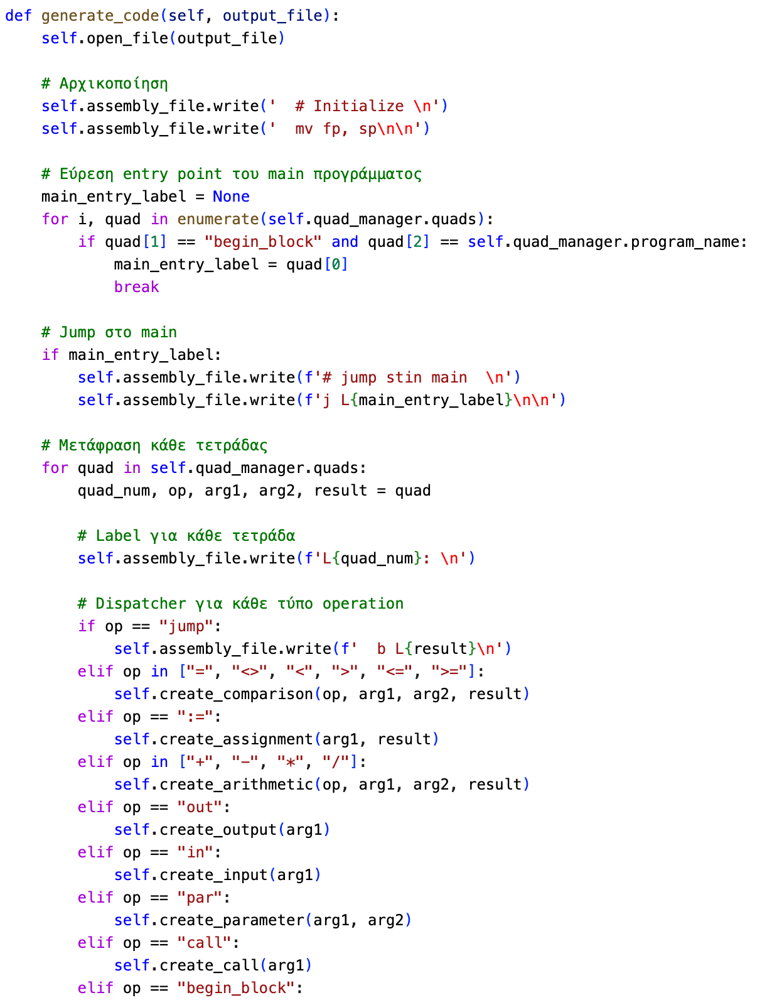 def generate_code(self, output_file):
    self.open_file(output_file)

    # Αρχικοποίηση
    self.assembly_file.write('  # Initialize \n')
    self.assembly_file.write('  mv fp, sp\n\n')

    # Εύρεση entry point του main προγράμματος
    main_entry_label = None
    for i, quad in enumerate(self.quad_manager.quads):
        if quad[1] == "begin_block" and quad[2] == self.quad_manager.program_name:
            main_entry_label = quad[0]
            break

    # Jump στο main
    if main_entry_label:
        self.assembly_file.write(f'# jump stin main  \n')
        self.assembly_file.write(f'j L{main_entry_label}\n\n')

    # Μετάφραση κάθε τετράδας
    for quad in self.quad_manager.quads:
        quad_num, op, arg1, arg2, result = quad

        # Label για κάθε τετράδα
        self.assembly_file.write(f'L{quad_num}: \n')

        # Dispatcher για κάθε τύπο operation
        if op == "jump":
            self.assembly_file.write(f'  b L{result}\n')
        elif op in ["=", "<>", "<", ">", "<=", ">="]:
            self.create_comparison(op, arg1, arg2, result)
        elif op == ":=":
            self.create_assignment(arg1, result)
        elif op in ["+", "-", "*", "/"]:
            self.create_arithmetic(op, arg1, arg2, result)
        elif op == "out":
            self.create_output(arg1)
        elif op == "in":
            self.create_input(arg1)
        elif op == "par":
            self.create_parameter(arg1, arg2)
        elif op == "call":
            self.create_call(arg1)
        elif op == "begin_block":